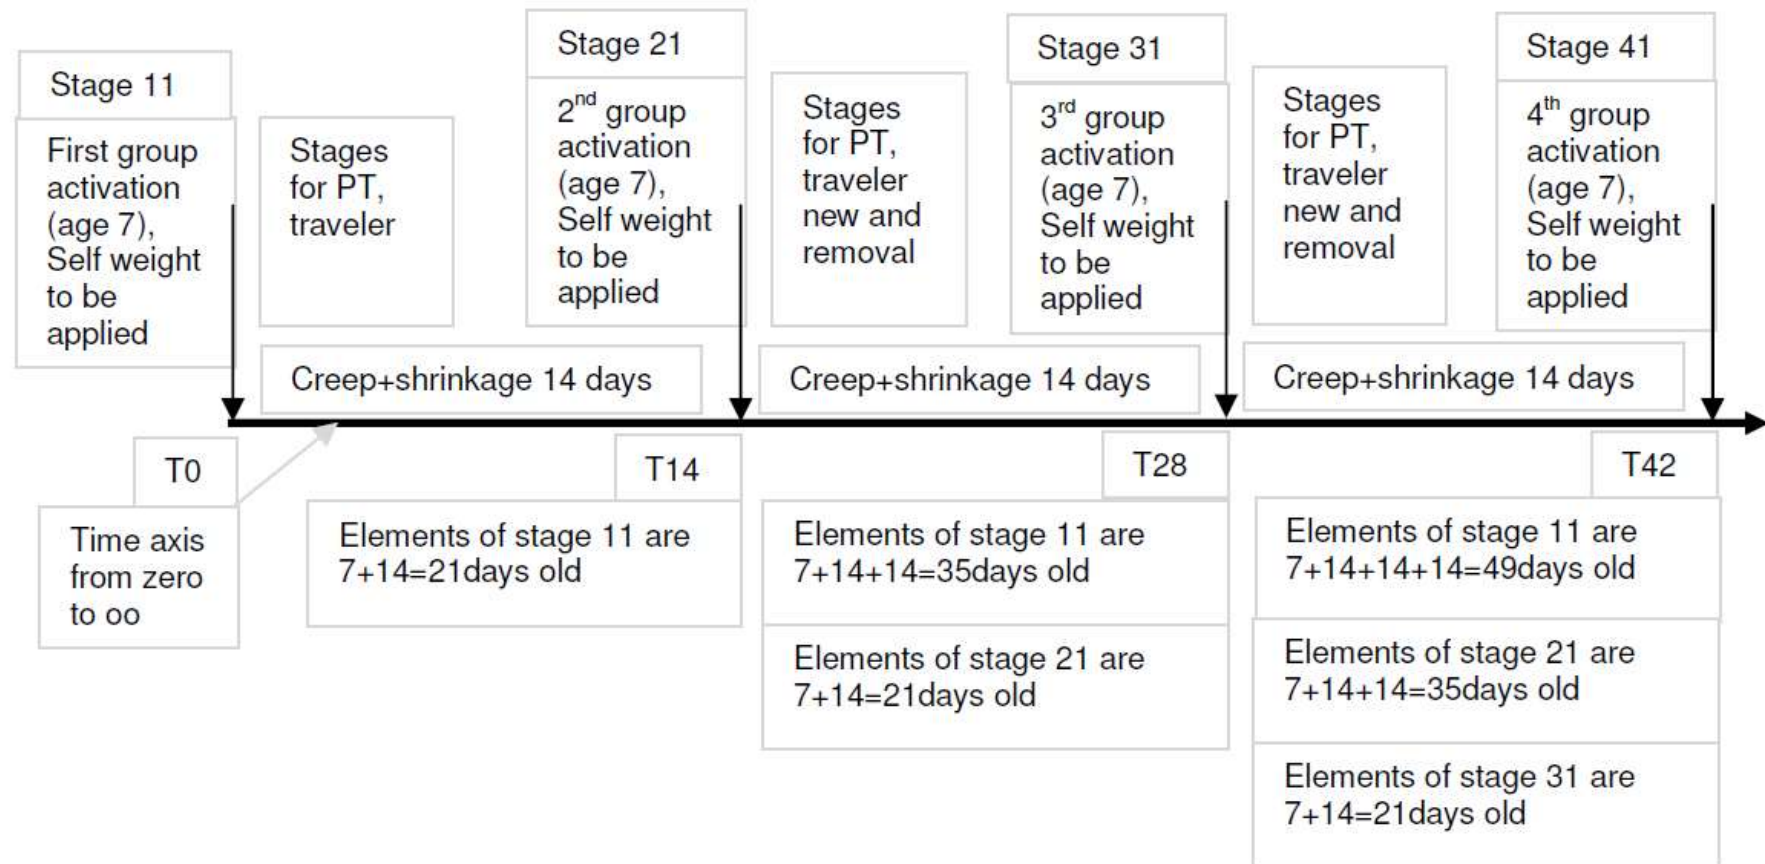 Stage 11
First group
activation
(age 7),
Self weight
to be
applied
Stages
for PT,
traveler
Stage 21
2nd group
activation
(age 7),
Self weight
to be
applied
Stages
for PT,
traveler
new and
removal
Stage 31
3rd group
activation
(age 7),
Self weight
to be
applied
Stages
for PT,
traveler
new and
removal
Stage 41
4th group
activation
(age 7),
Self weight
to be
applied
Creep+shrinkage 14 days
Creep+shrinkage 14 days
Creep+shrinkage 14 days
T0
T14
T28
T42
Time axis
from zero
to oo
Elements of stage 11 are
7+14=21days old
Elements of stage 11 are
7+14+14=35days old
Elements of stage 21 are
7+14=21days old
Elements of stage 11 are
7+14+14+14=49days old
Elements of stage 21 are
7+14+14=35days old
Elements of stage 31 are
7+14=21days old